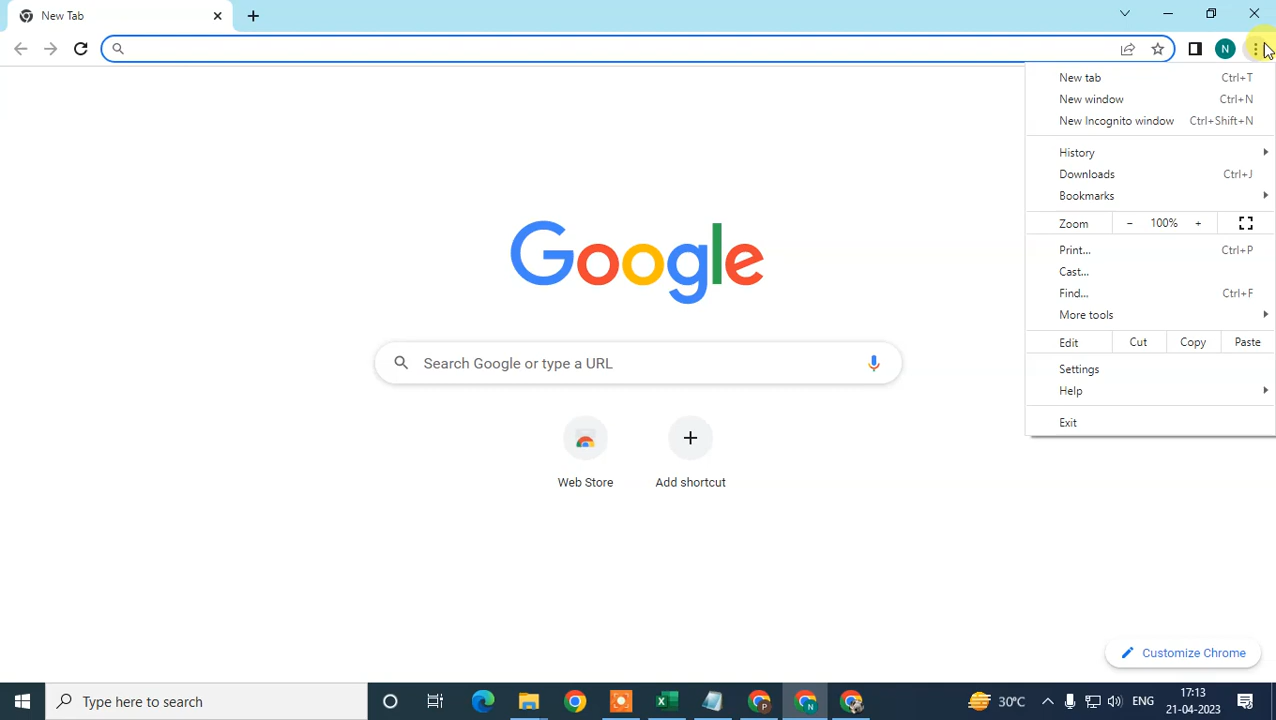 New Tab
N
New tab Ctrl+T
New window Ctrl+N
New Incognito window Ctrl+Shift+N
History
Downloads Ctrl+J
Bookmarks
Zoom - 100% +
Print... Ctrl+P
Cast...
Find... Ctrl+F
More tools
Edit Cut Copy Paste
Settings
Help
Exit
Google
Search Google or type a URL
Web Store
Add shortcut
Customize Chrome
Type here to search
P
N
30°C
ENG
17:13
21-04-2023